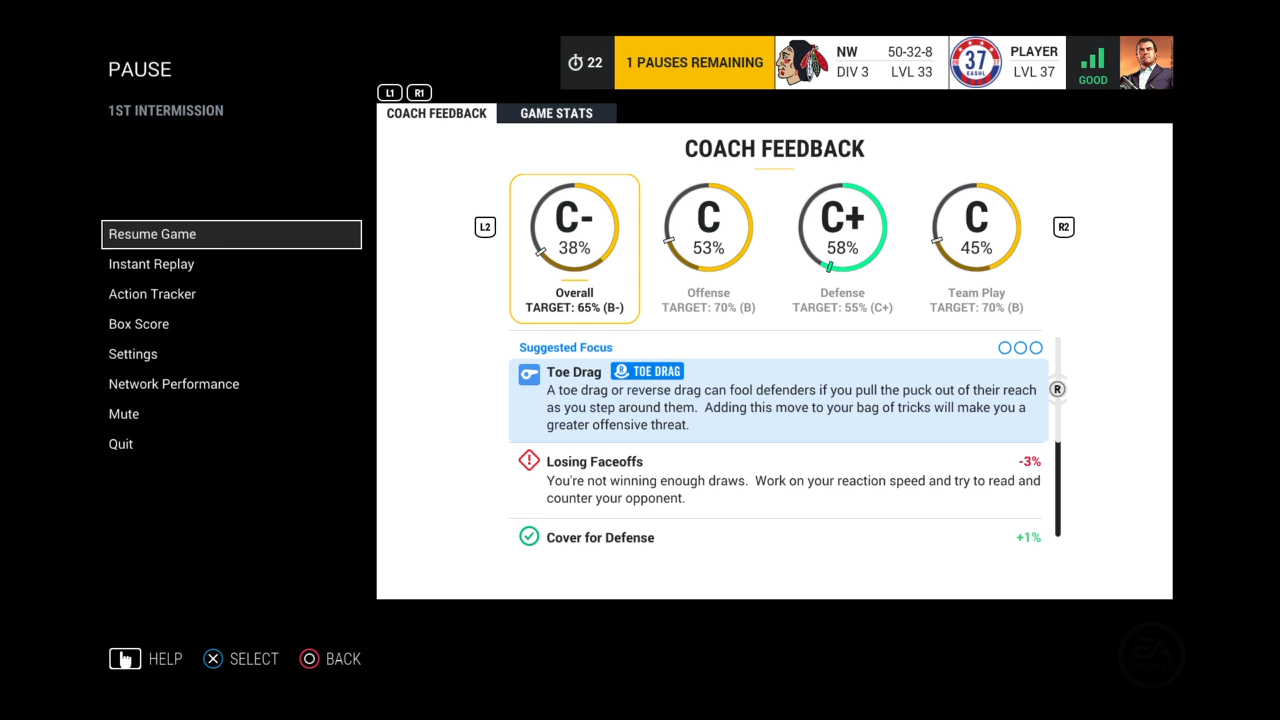 PAUSE
1ST INTERMISSION
22
1 PAUSES REMAINING
NW 50-32-8
DIV 3 LVL 33
37
EASHL
PLAYER
LVL 37
GOOD
L1 R1
COACH FEEDBACK GAME STATS
COACH FEEDBACK
L2
C- C C+ C
38% 53% 58% 45%
R2
Overall Offense Defense Team Play
TARGET: 65% (B-) TARGET: 70% (B) TARGET: 55% (C+) TARGET: 70% (B)
Resume Game
Instant Replay
Action Tracker
Box Score
Settings
Network Performance
Mute
Quit
Suggested Focus
Toe Drag R TOE DRAG
A toe drag or reverse drag can fool defenders if you pull the puck out of their reach
as you step around them. Adding this move to your bag of tricks will make you a
greater offensive threat.
R
Losing Faceoffs -3%
You're not winning enough draws. Work on your reaction speed and try to read and
counter your opponent.
Cover for Defense +1%
HELP SELECT BACK
EA